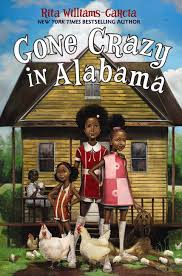 Rita Williams-Garcia
NEW YORK TIMES BESTSELLING AUTHOR
GONE CRAZY
IN ALABAMA